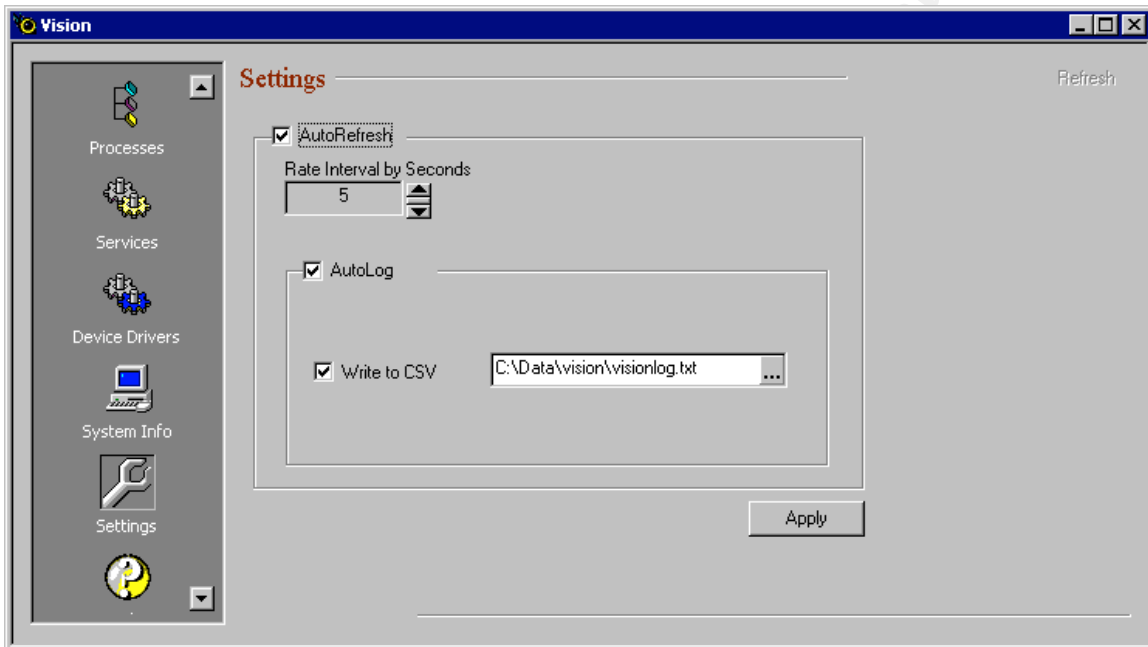 Vision
Processes
Services
Device Drivers
System Info
Settings
Settings
Refresh
AutoRefresh
Rate Interval by Seconds
5
AutoLog
Write to CSV
C:\Data\vision\visionlog.txt
...
Apply